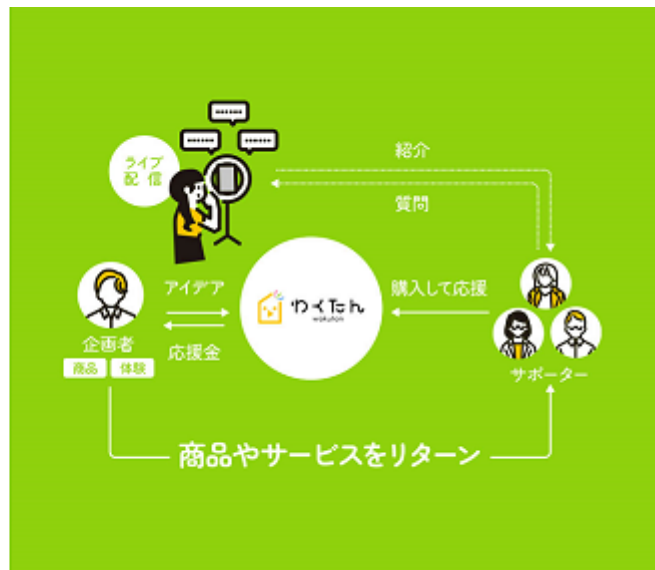 ライブ
配信
紹介
質問
アイデア
わくたん
wakutan
購入して応援
企画者
応援金
商品
体験
サポーター
商品やサービスをリターン